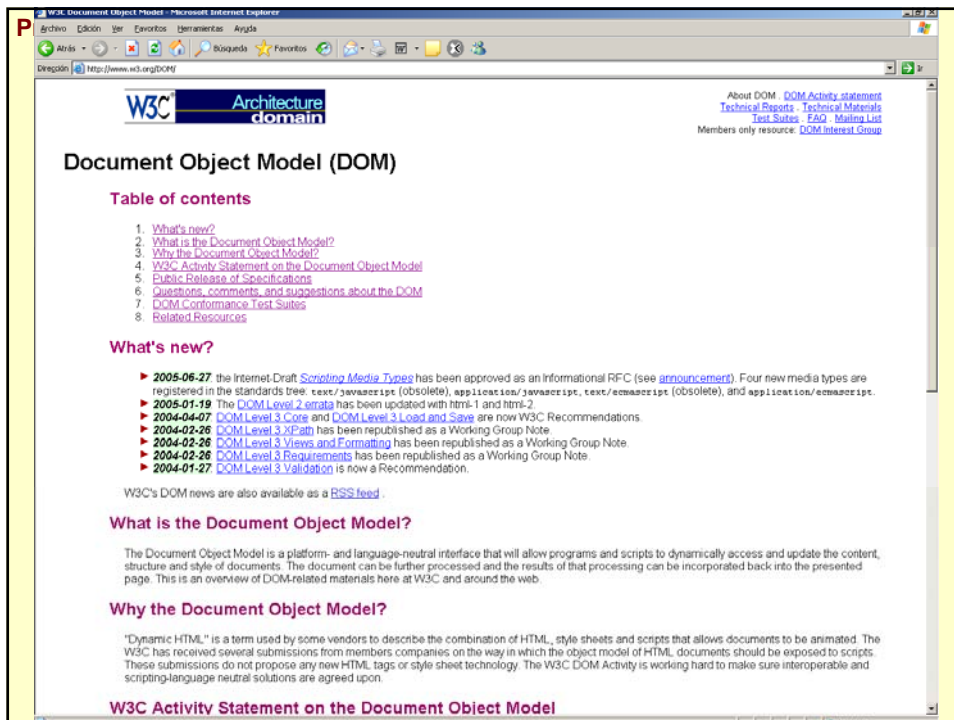 W3C Document Object Model - Microsoft Internet Explorer
P
Archivo Edición Ver Favoritos Herramientas Ayuda
Atrás Búsqueda Favoritos
Dirección http://www.w3.org/DOM/ Ir
W3C® Architecture domain
About DOM . DOM Activity statement
Technical Reports . Technical Materials
Test Suites . FAQ . Mailing List
Members only resource: DOM Interest Group
Document Object Model (DOM)
Table of contents
1. What's new?
2. What is the Document Object Model?
3. Why the Document Object Model?
4. W3C Activity Statement on the Document Object Model
5. Public Release of Specifications
6. Questions, comments, and suggestions about the DOM
7. DOM Conformance Test Suites
8. Related Resources
What's new?
2005-06-27: the Internet-Draft Scripting Media Types has been approved as an Informational RFC (see announcement). Four new media types are
registered in the standards tree: text/javascript (obsolete), application/javascript, text/ecmascript (obsolete), and application/ecmascript.
2005-01-19 The DOM Level 2 errata has been updated with html-1 and html-2.
2004-04-07: DOM Level 3 Core and DOM Level 3 Load and Save are now W3C Recommendations.
2004-02-26: DOM Level 3 XPath has been republished as a Working Group Note.
2004-02-26: DOM Level 3 Views and Formatting has been republished as a Working Group Note.
2004-02-26: DOM Level 3 Requirements has been republished as a Working Group Note.
2004-01-27: DOM Level 3 Validation is now a Recommendation.
W3C's DOM news are also available as a RSS feed .
What is the Document Object Model?
The Document Object Model is a platform- and language-neutral interface that will allow programs and scripts to dynamically access and update the content,
structure and style of documents. The document can be further processed and the results of that processing can be incorporated back into the presented
page. This is an overview of DOM-related materials here at W3C and around the web.
Why the Document Object Model?
"Dynamic HTML" is a term used by some vendors to describe the combination of HTML, style sheets and scripts that allows documents to be animated. The
W3C has received several submissions from members companies on the way in which the object model of HTML documents should be exposed to scripts.
These submissions do not propose any new HTML tags or style sheet technology. The W3C DOM Activity is working hard to make sure interoperable and
scripting-language neutral solutions are agreed upon.
W3C Activity Statement on the Document Object Model